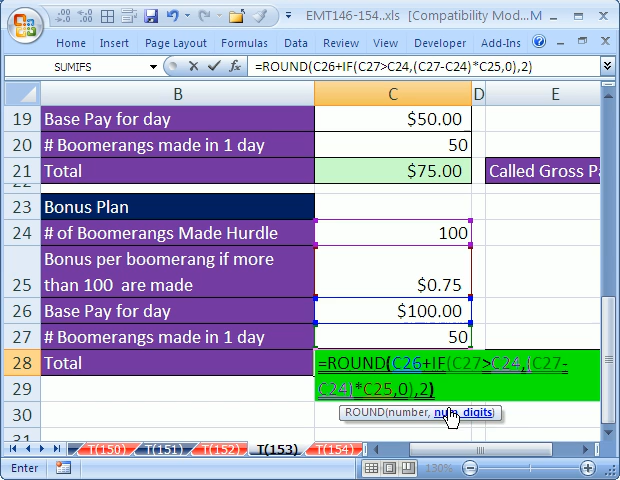 EMT146-154..xls [Compatibility Mod... M
Home Inser Page Layout Formulas Data Review View Developer Add-Ins
SUMIFS =ROUND(C26+IF(C27>C24,(C27-C24)*C25,0),2)
B C D E
19 Base Pay for day $50.00
20 # Boomerangs made in 1 day 50
21 Total $75.00 Called Gross Pa
22
23 Bonus Plan
24 # of Boomerangs Made Hurdle 100
Bonus per boomerang if more
25 than 100 are made $0.75
26 Base Pay for day $100.00
27 # Boomerangs made in 1 day 50
28 Total =ROUND(C26+IF(C27>C24,(C27-
29 C24)*C25,0),2)
30 ROUND(number, num_digits)
31
T(150) T(151) T(152) T(153) T(154)
Enter 130%